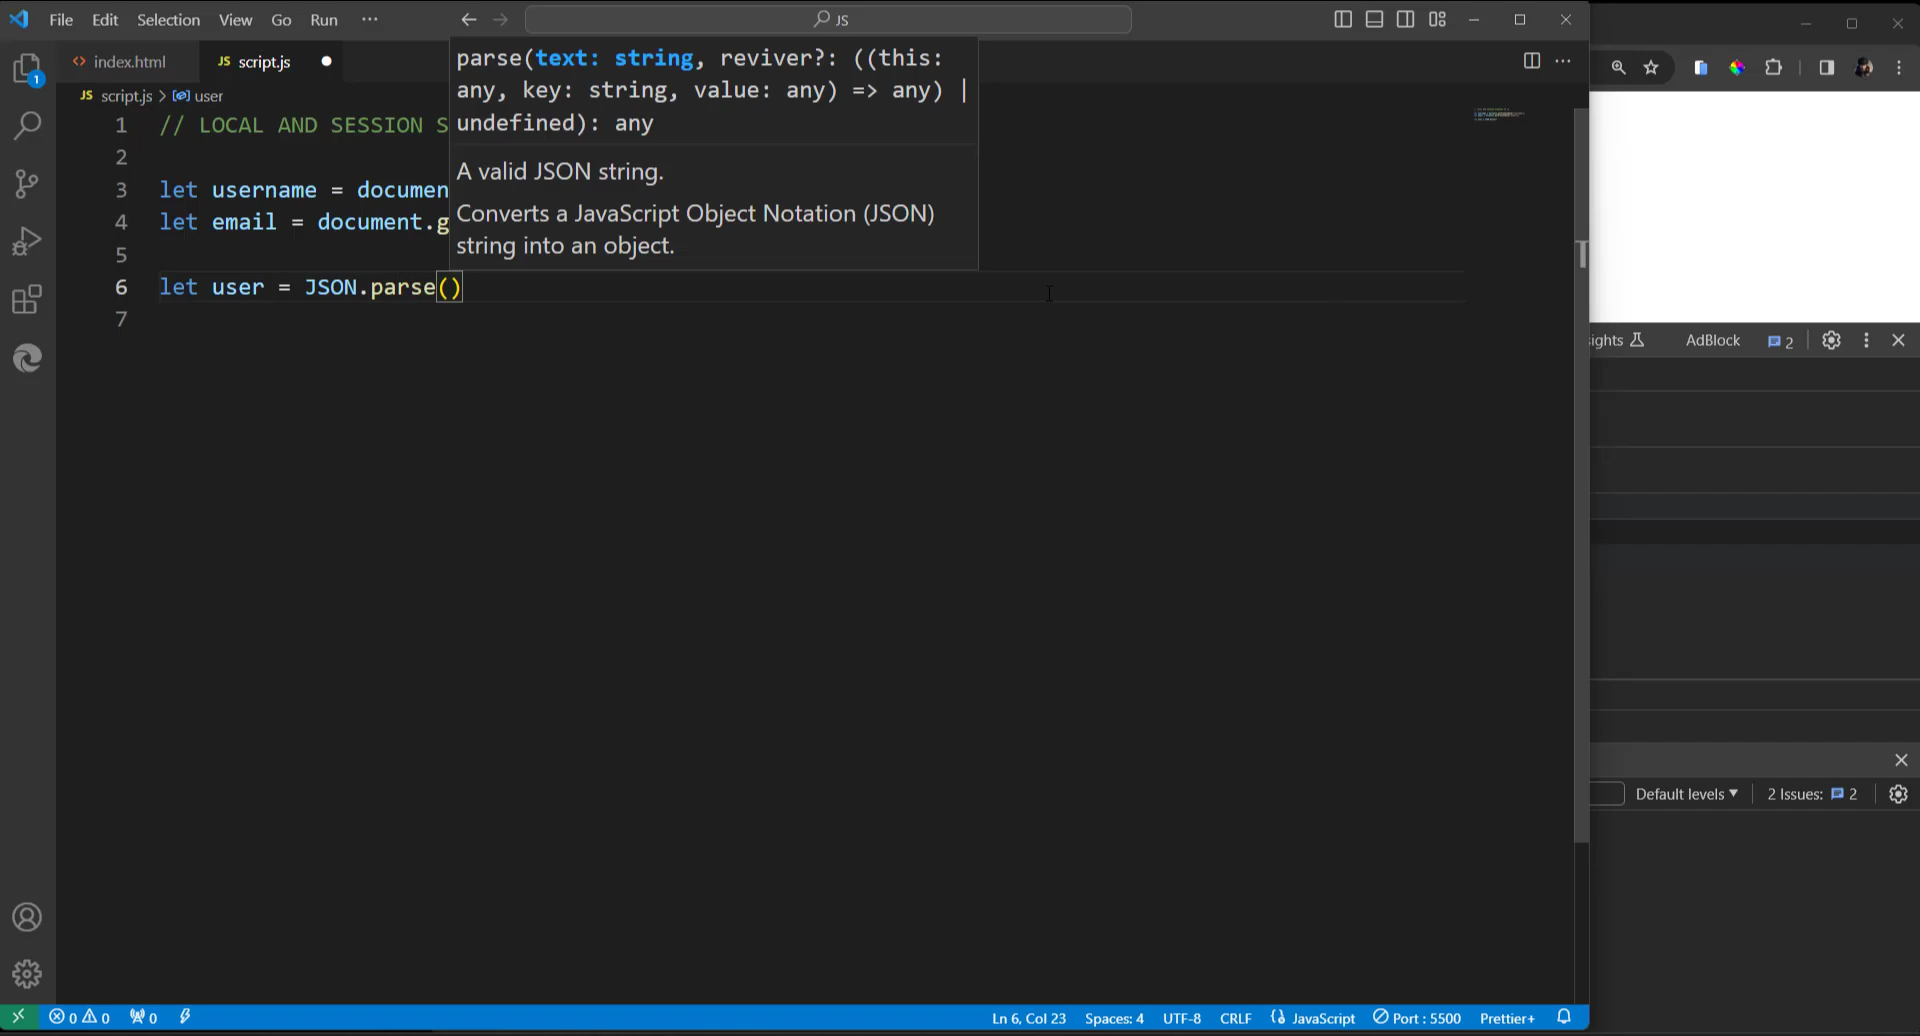 File Edit Selection View Go Run ··· JS
index.html JS script.js
JS script.js > user
parse(text: string, reviver?: ((this:
any, key: string, value: any) => any) |
undefined): any
A valid JSON string.
Converts a JavaScript Object Notation (JSON)
string into an object.
1 // LOCAL AND SESSION S
2
3 let username = documen
4 let email = document.g
5
6 let user = JSON.parse()
7
1
ights AdBlock 2
Default levels 2 Issues: 2
0 0 0 Ln 6, Col 23 Spaces: 4 UTF-8 CRLF JavaScript Port : 5500 Prettier+